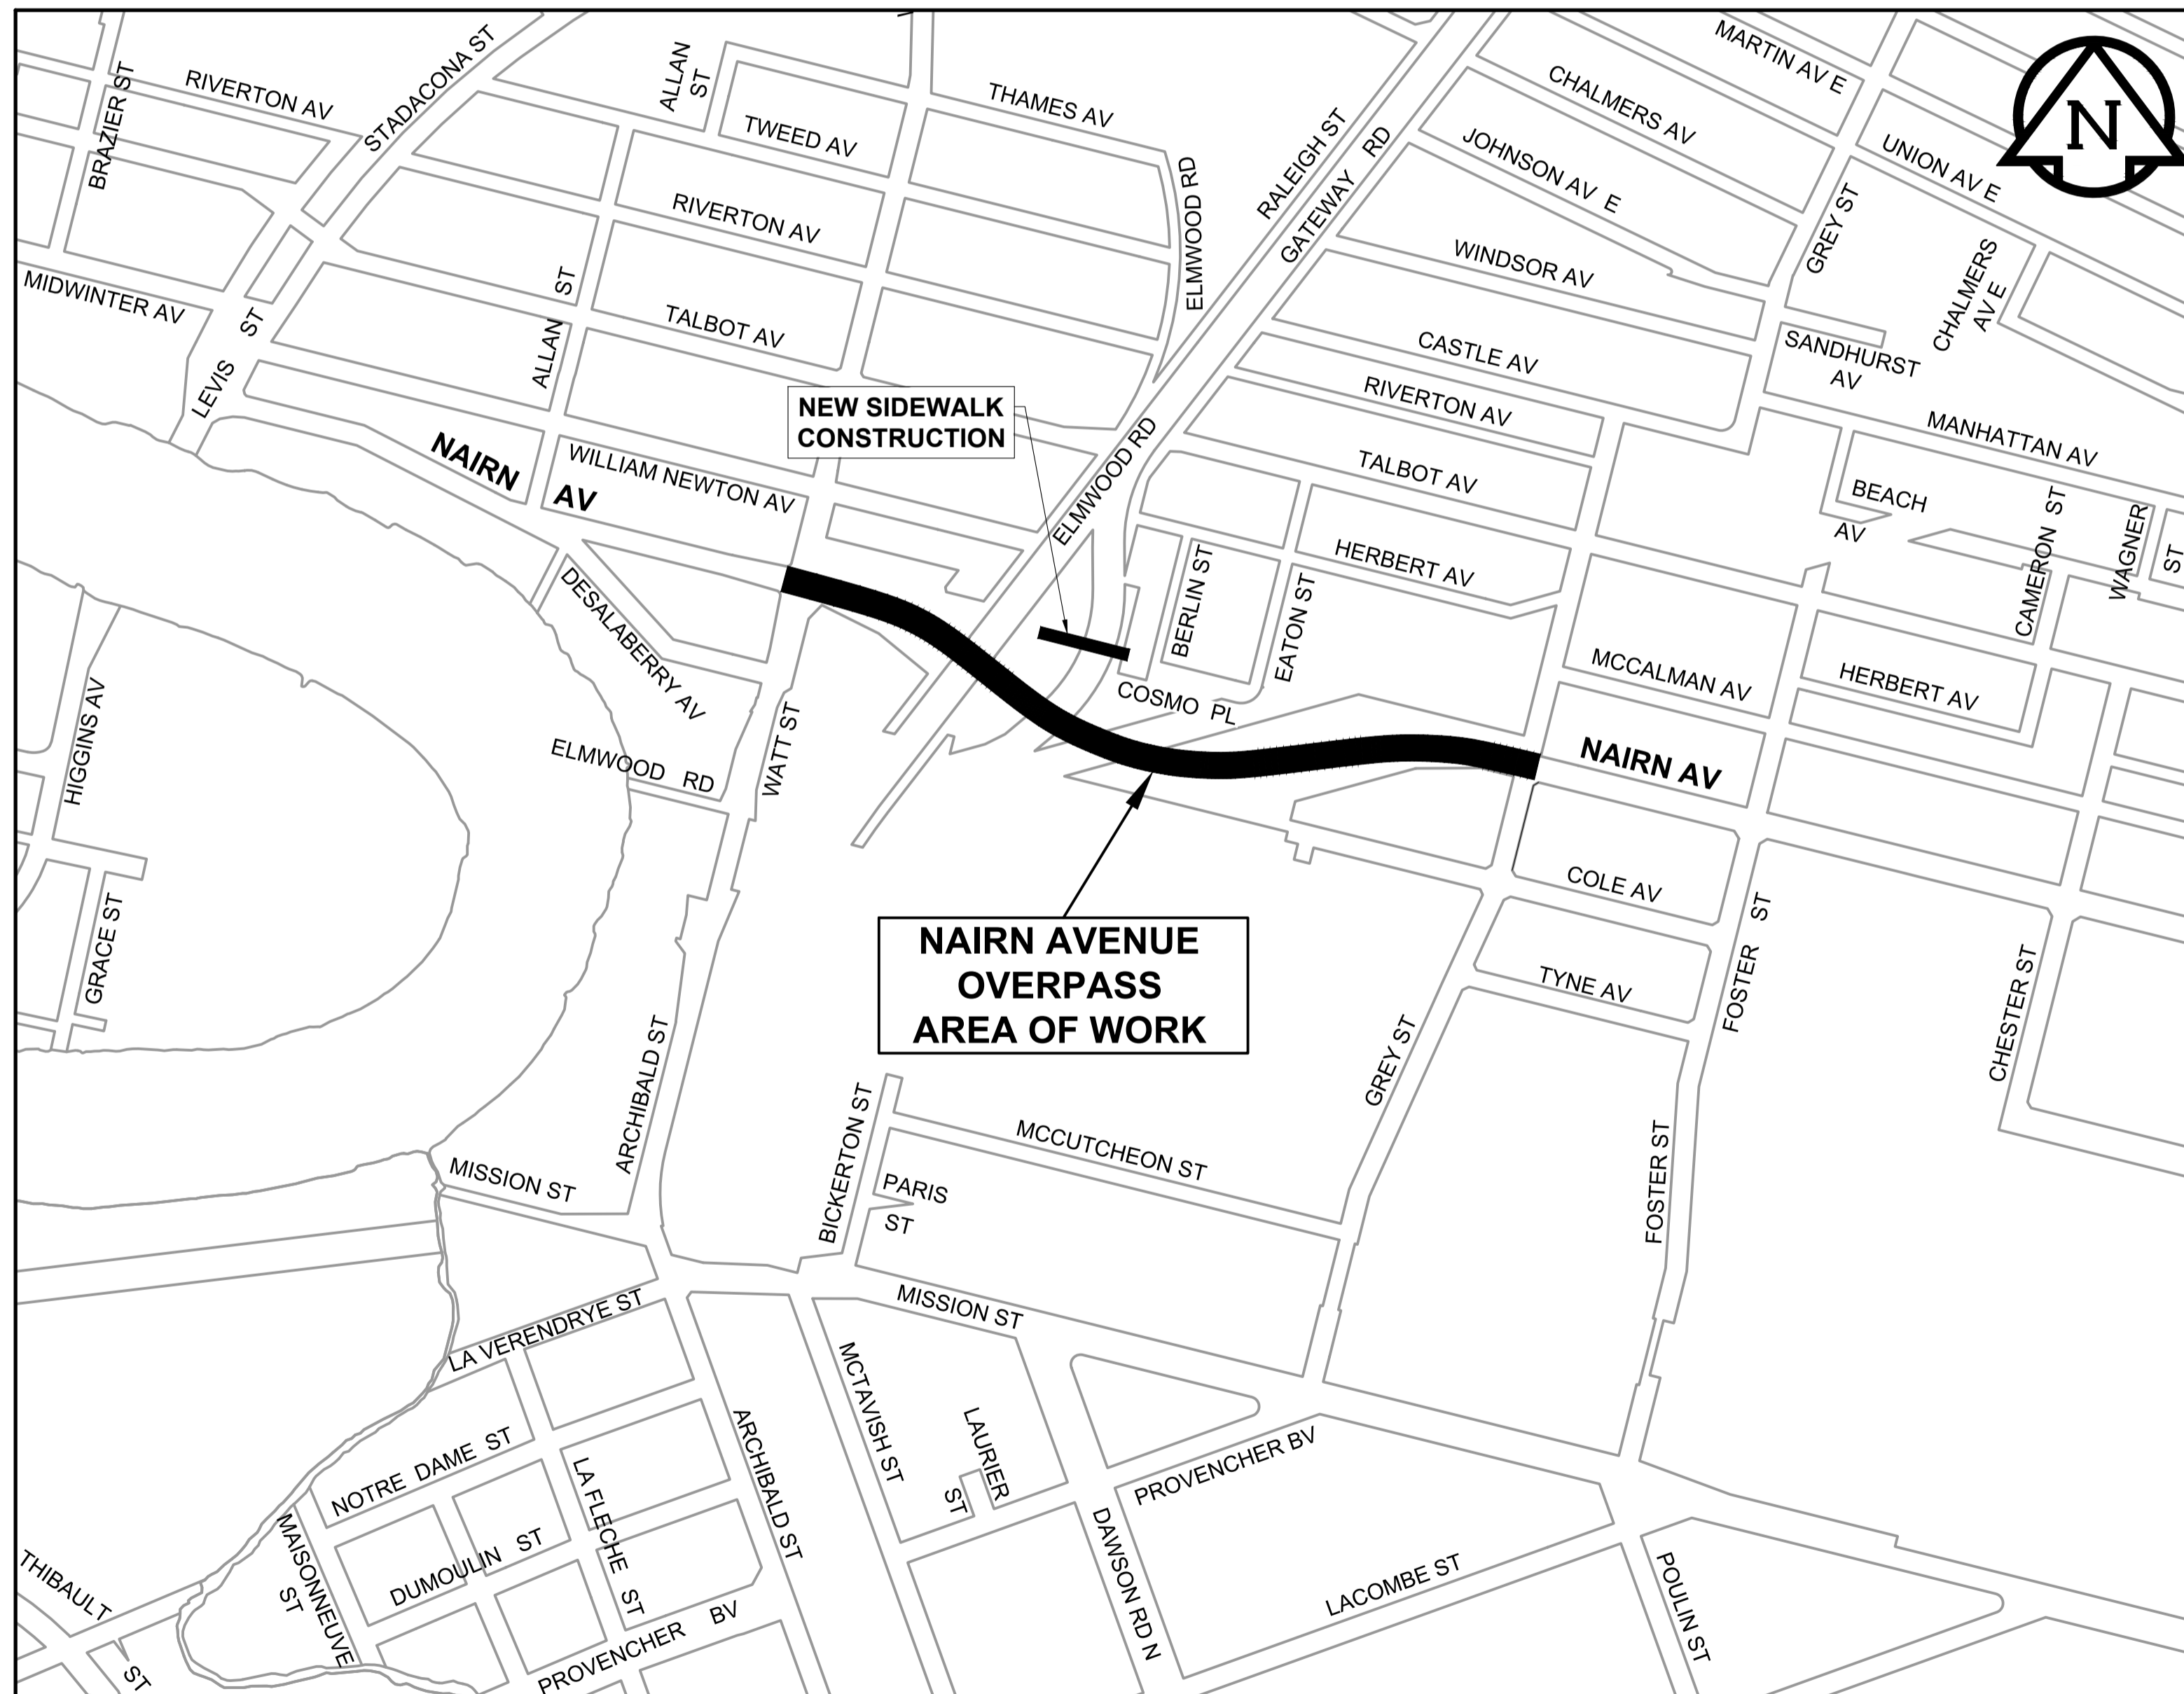 MARTIN AV E
N
STADACONA ST
ALLAN
ST
RIVERTON AV
BRAZIER ST
THAMES AV
TWEED AV
RALEIGH ST
GATEWAY RD
CHALMERS AV
JOHNSON AV E
UNION AV E
ELMWOOD RD
RIVERTON AV
WINDSOR AV
GREY ST
CHALMERS
AV E
MIDWINTER AV
LEVIS ST
ALLAN ST
TALBOT AV
CASTLE AV
SANDHURST
AV
RIVERTON AV
NEW SIDEWALK
CONSTRUCTION
MANHATTAN AV
NAIRN
AV
WILLIAM NEWTON AV
ELMWOOD RD
TALBOT AV
BEACH
AV
CAMERON ST
WAGNER
ST
HERBERT AV
BERLIN ST
EATON ST
DESALABERRY AV
MCCALMAN AV
HERBERT AV
COSMO PL
HIGGINS AV
ELMWOOD RD
WATT ST
NAIRN AV
COLE AV
GRACE ST
NAIRN AVENUE
OVERPASS
AREA OF WORK
TYNE AV
FOSTER ST
CHESTER ST
ARCHIBALD ST
GREY ST
BICKERTON ST
MCCUTCHEON ST
FOSTER ST
MISSION ST
PARIS
ST
MISSION ST
LA VERENDRYE ST
MCTAVISH ST
LAURIER
ST
ARCHIBALD ST
PROVENCHER BV
NOTRE DAME ST
LA FLECHE ST
MAISONNEUVE
ST
DUMOULIN ST
DAWSON RD N
LACOMBE ST
POULIN ST
THIBAULT
ST
PROVENCHER BV